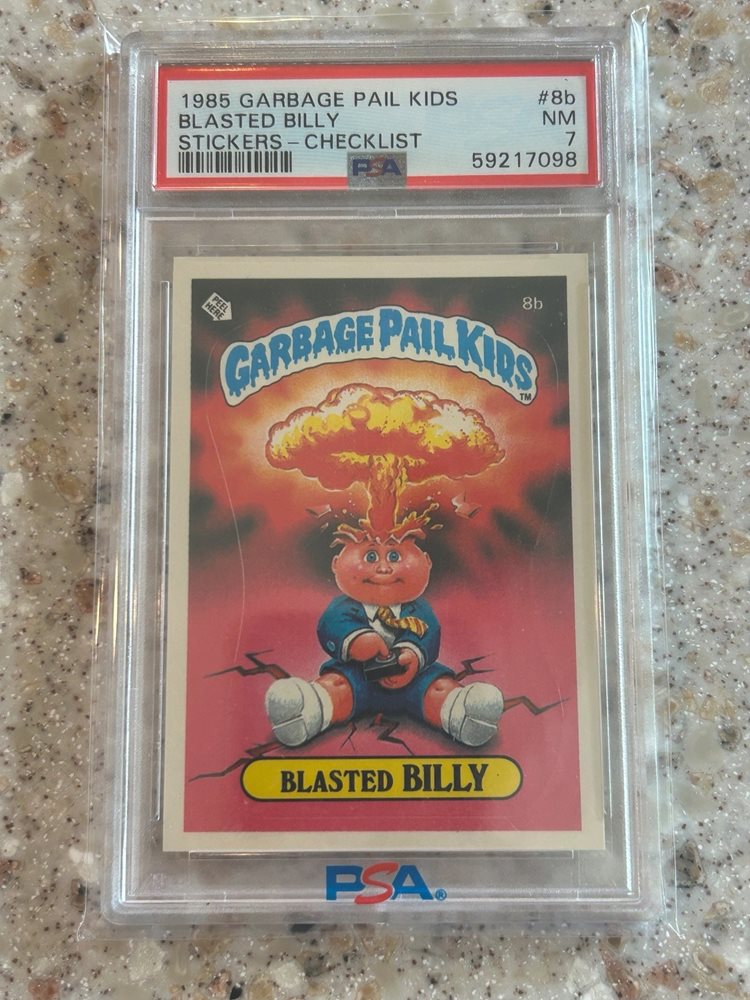 1985 GARBAGE PAIL KIDS #8b
BLASTED BILLY NM
STICKERS – CHECKLIST 7
PSA 59217098
PEEL HERE
8b
GARBAGE PAIL KIDS
TM
BLASTED BILLY
PSA®